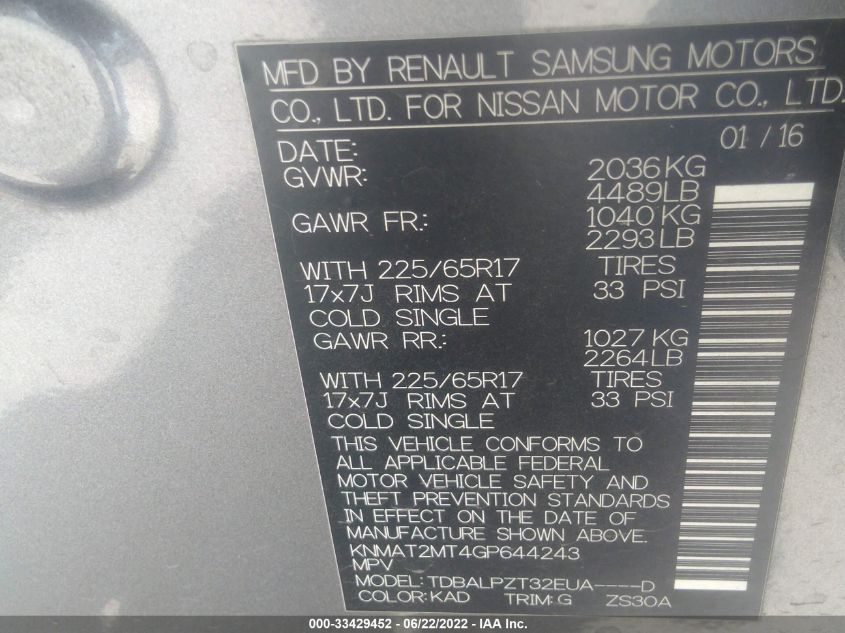 MFD BY RENAULT SAMSUNG MOTORS
CO., LTD. FOR NISSAN MOTOR CO., LTD.
DATE: 01 / 16
GVWR: 2036 KG
4489LB
GAWR FR.: 1040 KG
2293 LB
WITH 225/65R17 TIRES
17x7J RIMS AT 33 PSI
COLD SINGLE
GAWR RR.: 1027 KG
2264LB
WITH 225/65R17 TIRES
17x7J RIMS AT 33 PSI
COLD SINGLE
THIS VEHICLE CONFORMS TO
ALL APPLICABLE FEDERAL
MOTOR VEHICLE SAFETY AND
THEFT PREVENTION STANDARDS
IN EFFECT ON THE DATE OF
MANUFACTURE SHOWN ABOVE.
KNMAT2MT4GP644243
MPV
MODEL: TDBALPZT32EUA----D
COLOR: KAD TRIM: G ZS30A
000-33429452 - 06/22/2022 - IAA Inc.